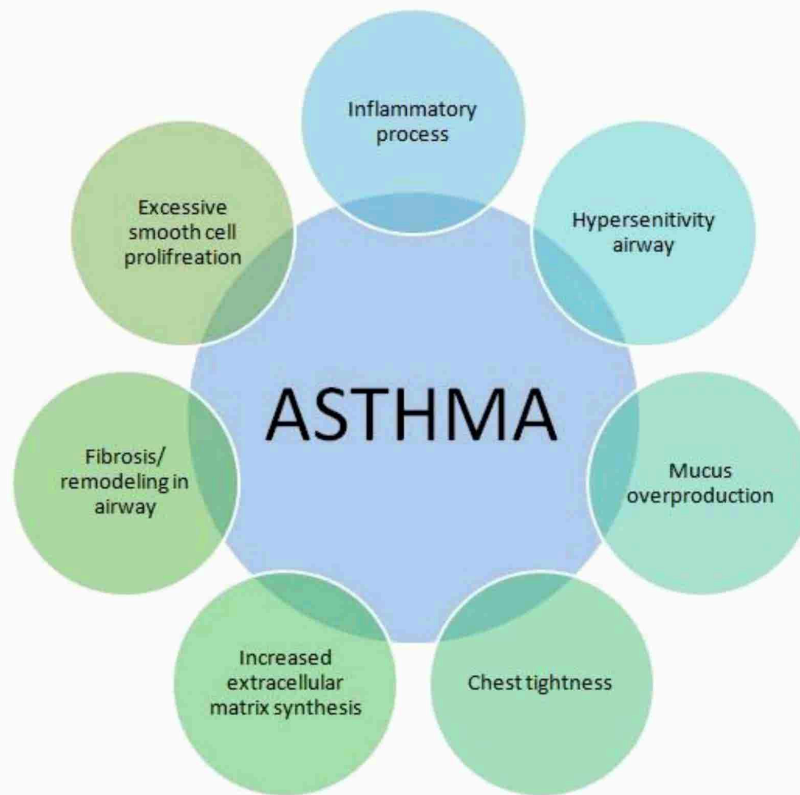 Inflammatory
process
Hypersenitivity
airway
Mucus
overproduction
Chest tightness
Increased
extracellular
matrix synthesis
Fibrosis/
remodeling in
airway
Excessive
smooth cell
prolifreation
ASTHMA